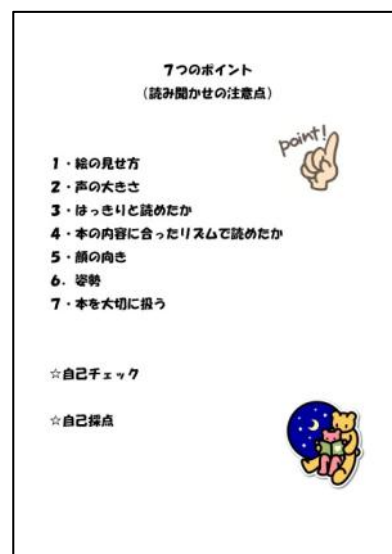 7つのポイント
(読み聞かせの注意点)
point!
1・絵の見せ方
2・声の大きさ
3・はっきりと読めたか
4・本の内容に合ったリズムで読めたか
5・顔の向き
6．姿勢
7・本を大切に扱う
☆自己チェック
☆自己採点